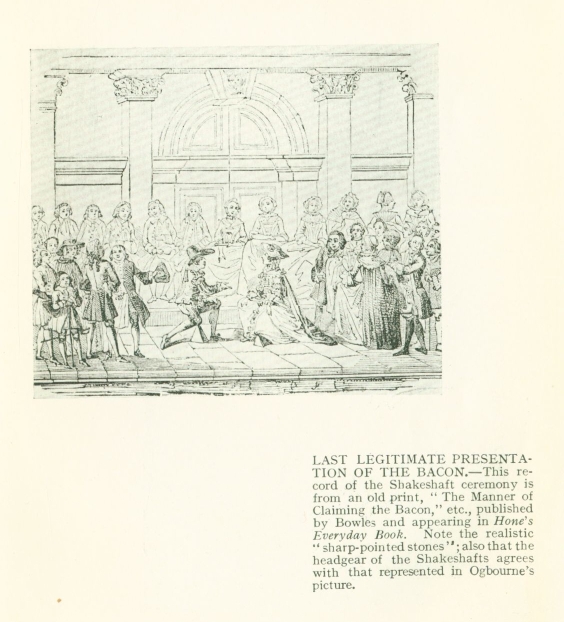 LAST LEGITIMATE PRESENTA-
TION OF THE BACON.—This re-
cord of the Shakeshaft ceremony is
from an old print, " The Manner of
Claiming the Bacon," etc., published
by Bowles and appearing in Hone's
Everyday Book. Note the realistic
" sharp-pointed stones "; also that the
headgear of the Shakeshafts agrees
with that represented in Ogbourne's
picture.